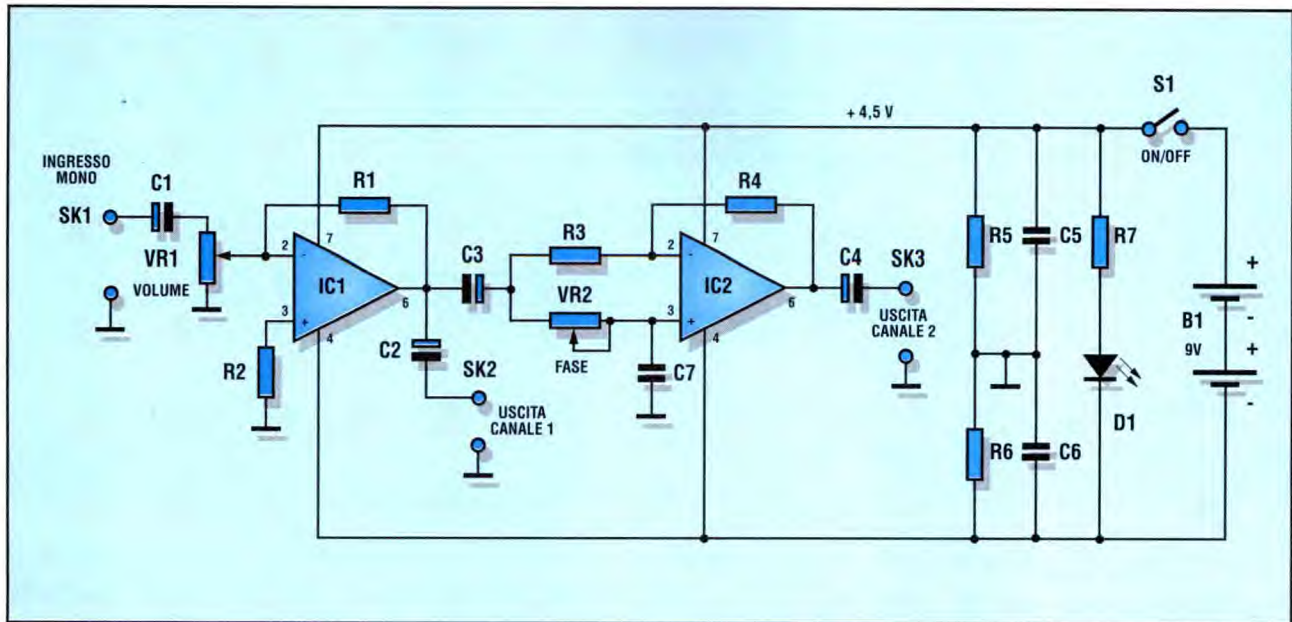 S1
+ 4,5 V
ON/OFF
INGRESSO
MONO
C1
SK1
VR1
VOLUME
R1
2
-
7
IC1
3
+
4
6
R2
C2
SK2
USCITA
CANALE 1
C3
R3
VR2
FASE
R4
2
-
7
IC2
3
+
4
6
C7
C4
SK3
USCITA
CANALE 2
R5
C5
R7
R6
C6
D1
+
-
B1
9V
+
-